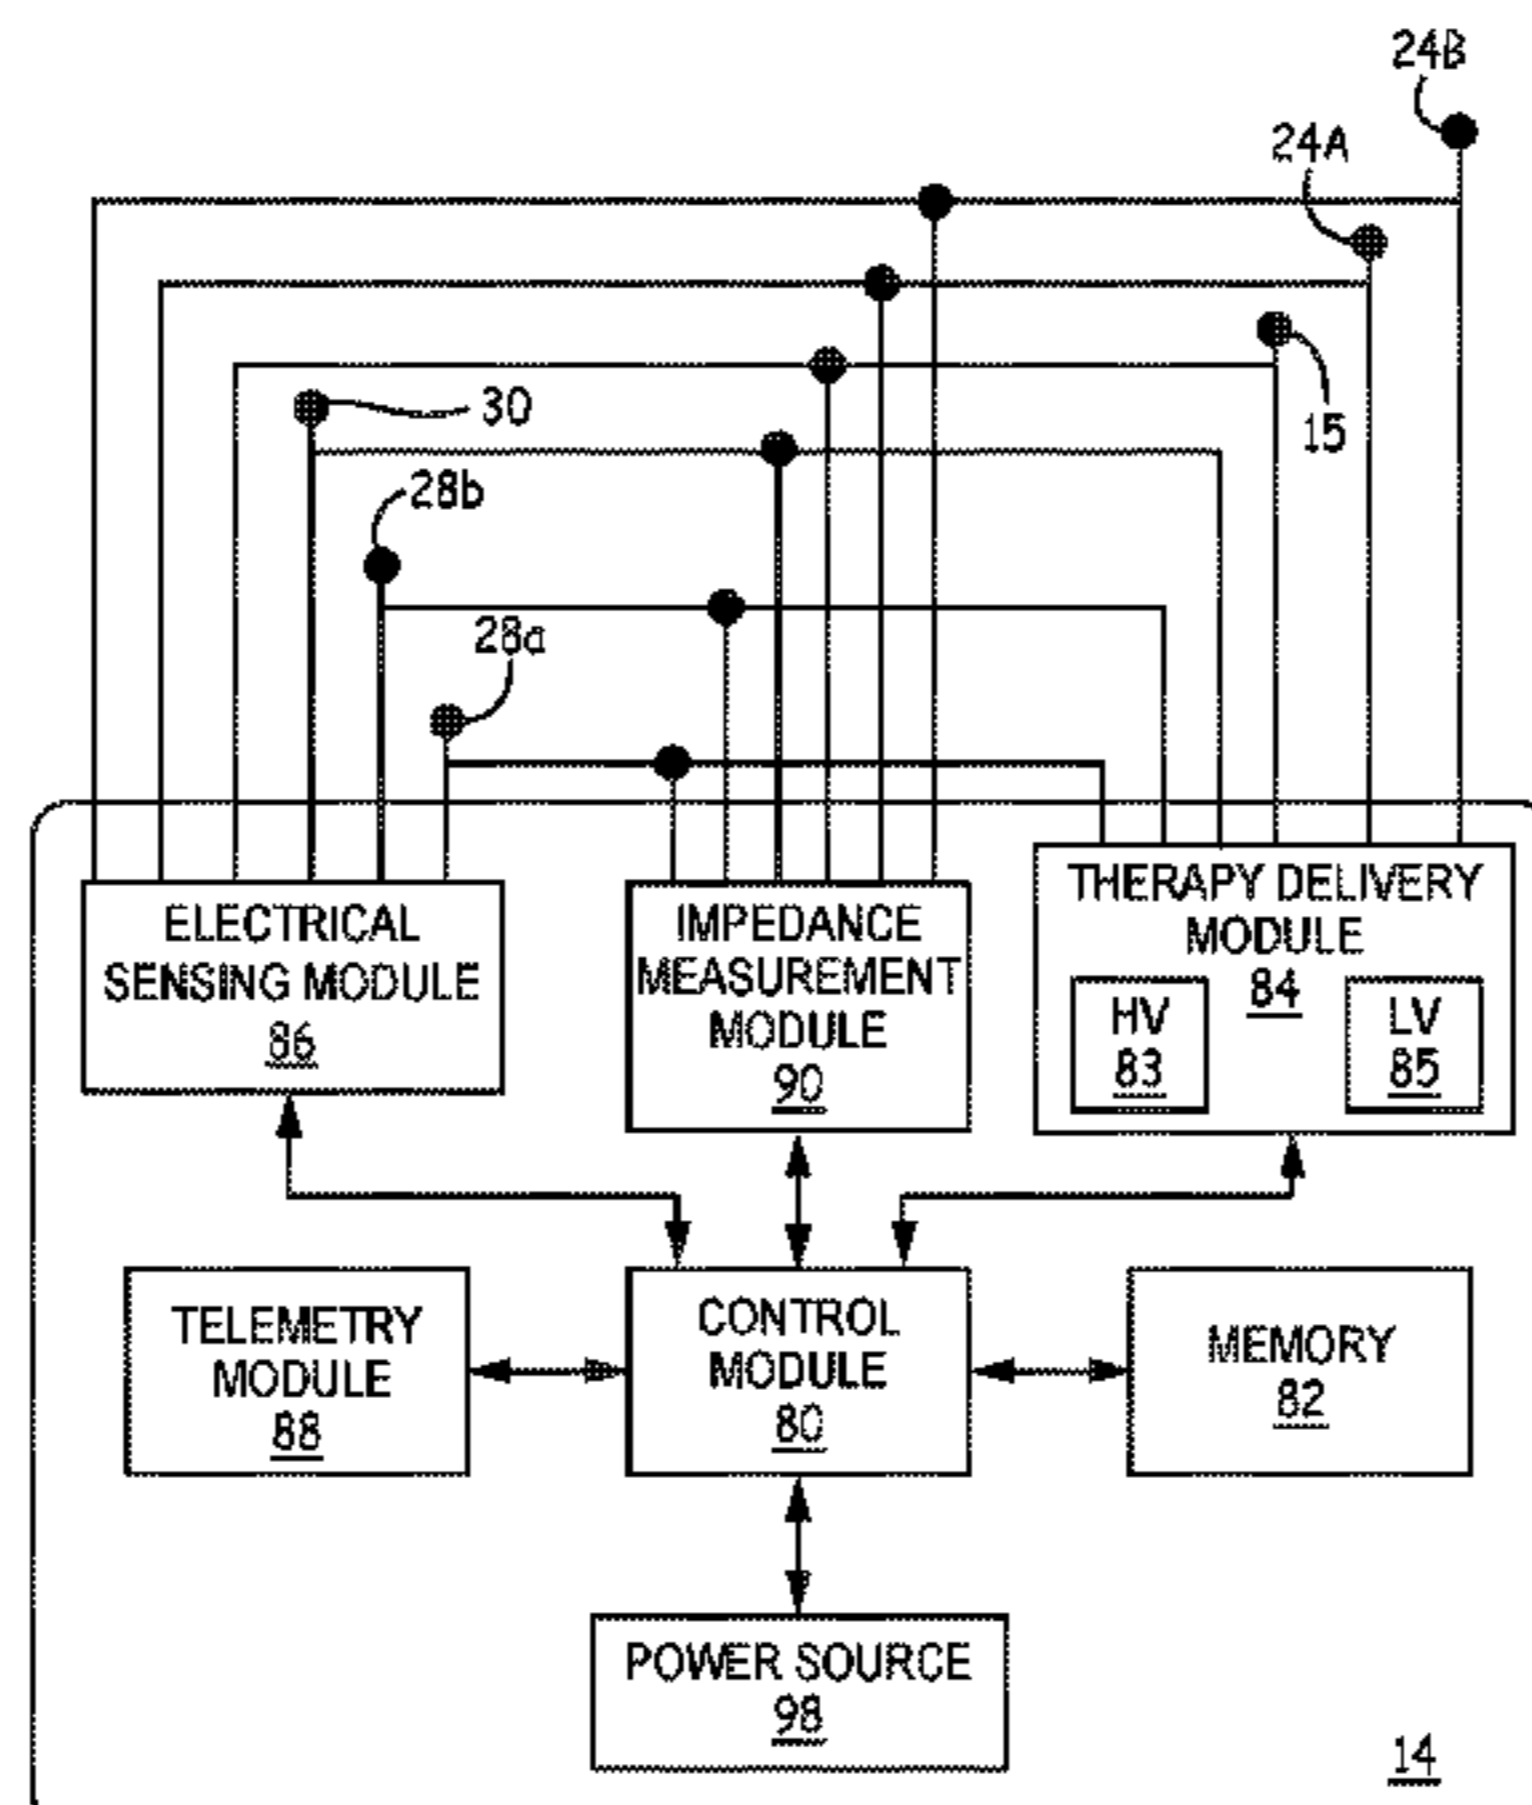 24B
24A
15
30
28b
28a
ELECTRICAL
SENSING MODULE
86
IMPEDANCE
MEASUREMENT
MODULE
90
THERAPY DELIVERY
MODULE
84
HV
83
LV
85
TELEMETRY
MODULE
88
CONTROL
MODULE
80
MEMORY
82
POWER SOURCE
98
14